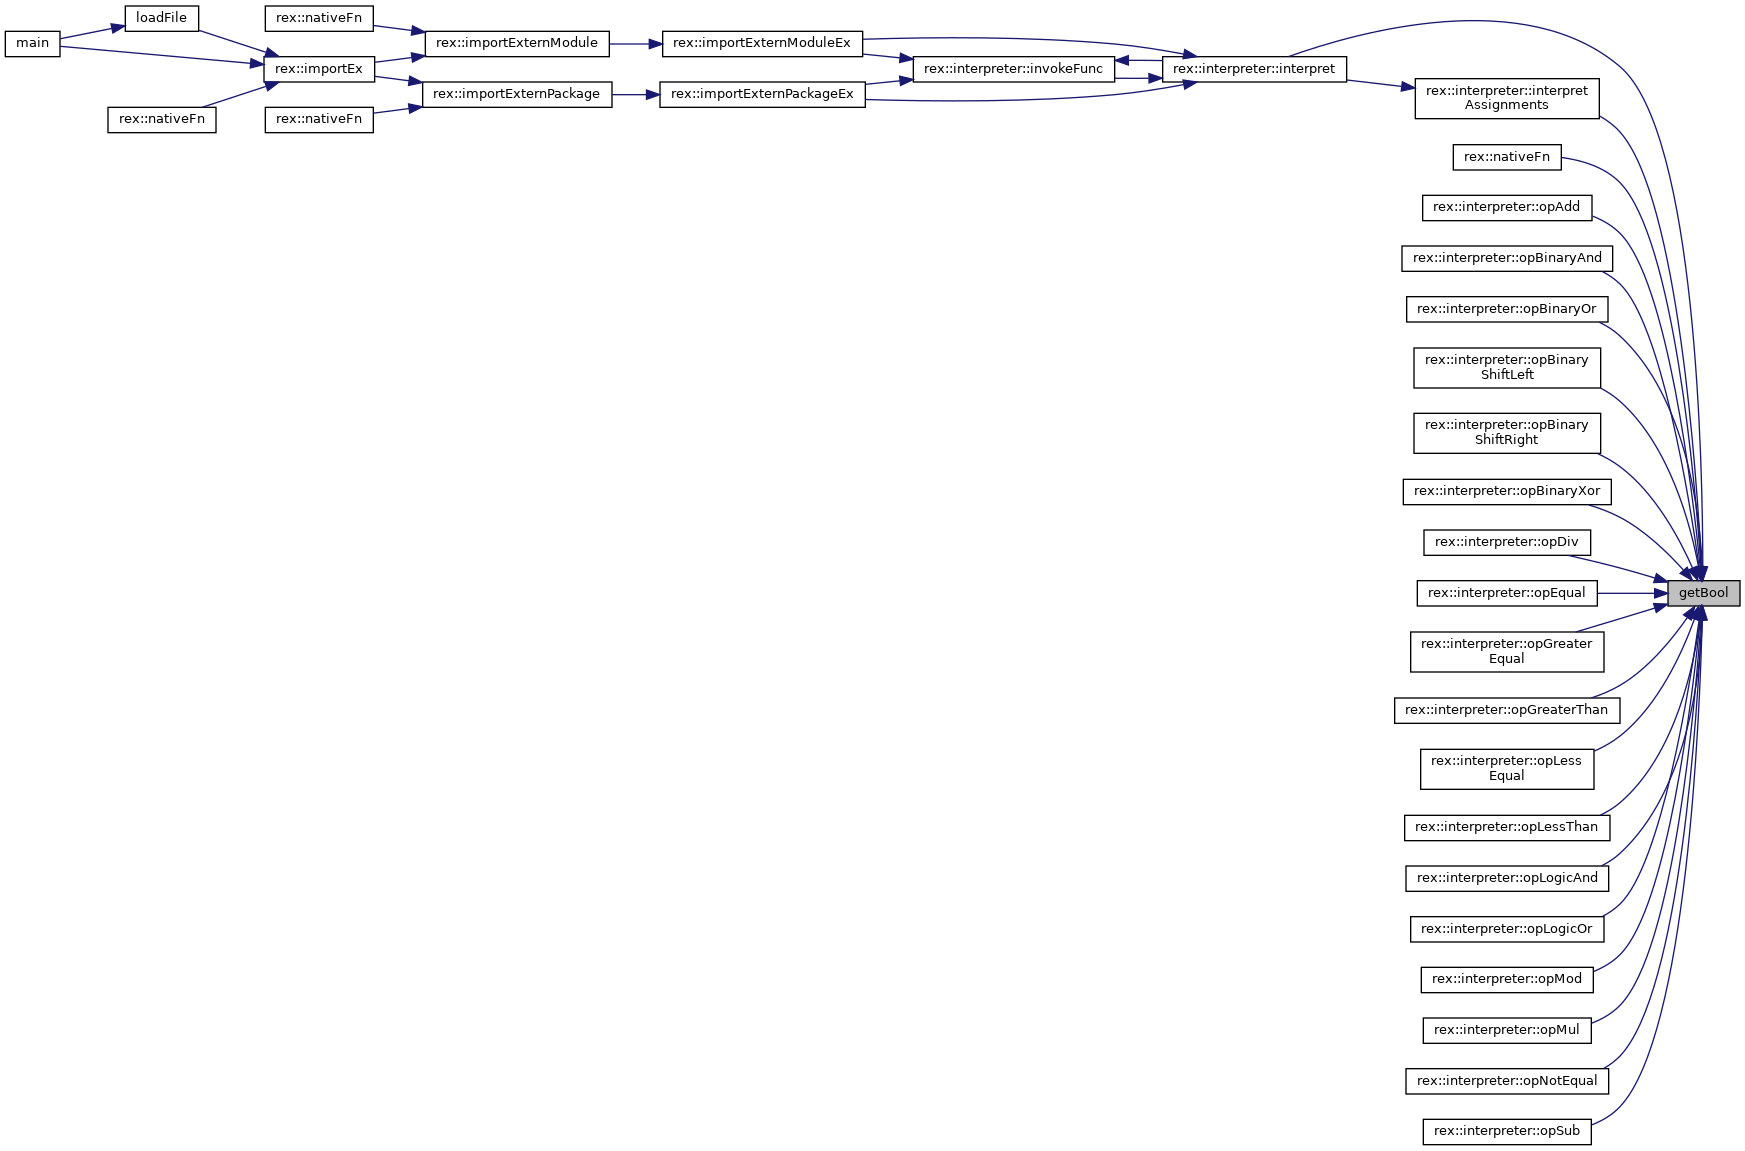 loadFile
rex::nativeFn
main
rex::importExternModule
rex::importExternModuleEx
rex::importEx
rex::interpreter::invokeFunc
rex::interpreter::interpret
rex::importExternPackage
rex::importExternPackageEx
rex::interpreter::interpret
Assignments
rex::nativeFn
rex::nativeFn
rex::nativeFn
rex::interpreter::opAdd
rex::interpreter::opBinaryAnd
rex::interpreter::opBinaryOr
rex::interpreter::opBinary
ShiftLeft
rex::interpreter::opBinary
ShiftRight
rex::interpreter::opBinaryXor
rex::interpreter::opDiv
rex::interpreter::opEqual
getBool
rex::interpreter::opGreater
Equal
rex::interpreter::opGreaterThan
rex::interpreter::opLess
Equal
rex::interpreter::opLessThan
rex::interpreter::opLogicAnd
rex::interpreter::opLogicOr
rex::interpreter::opMod
rex::interpreter::opMul
rex::interpreter::opNotEqual
rex::interpreter::opSub